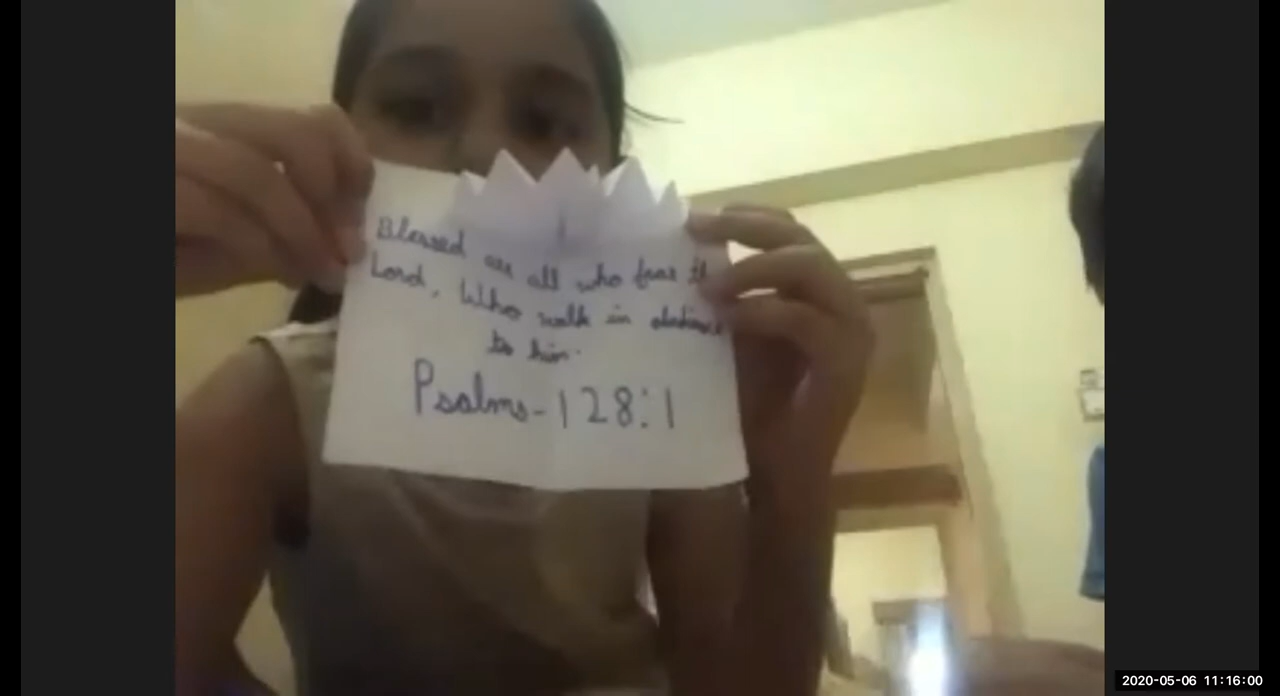 Blessed are all who fear th
Lord, Who walk in
to him.
Psalms-128:1
2020-05-06 11:16:00